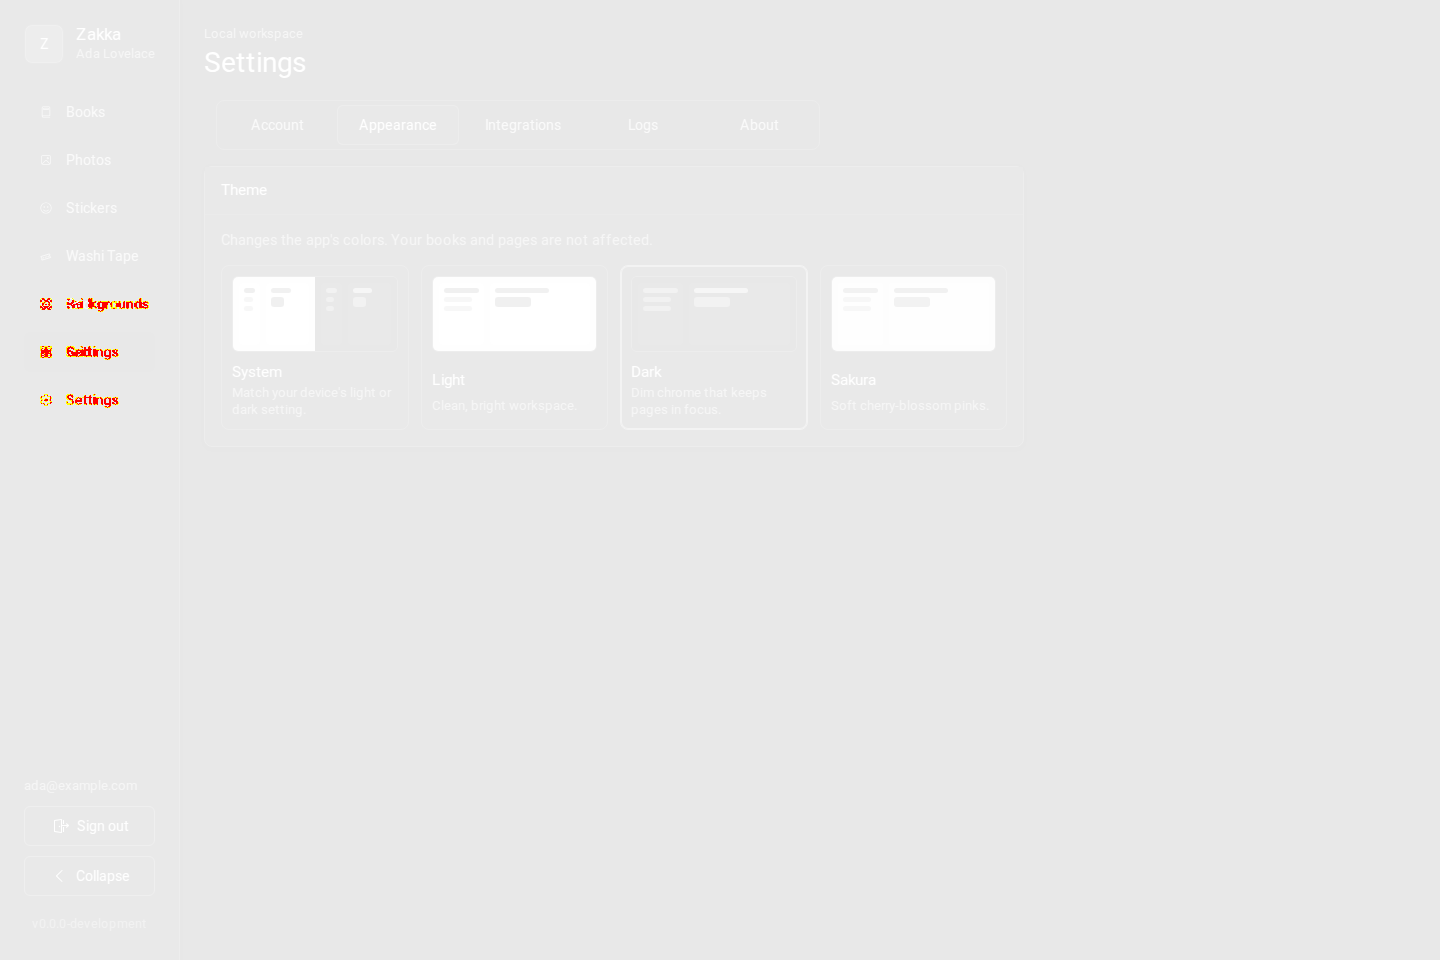 Z
Zakka
Ada Lovelace
Books
Photos
Stickers
Washi Tape
Settings
Local workspace
Settings
Account
Appearance
Integrations
Logs
About
Theme
Changes the app's colors. Your books and pages are not affected.
System
Match your device's light or
dark setting.
Light
Clean, bright workspace.
Dark
Dim chrome that keeps
pages in focus.
Sakura
Soft cherry-blossom pinks.
ada@example.com
Sign out
Collapse
v0.0.0-development